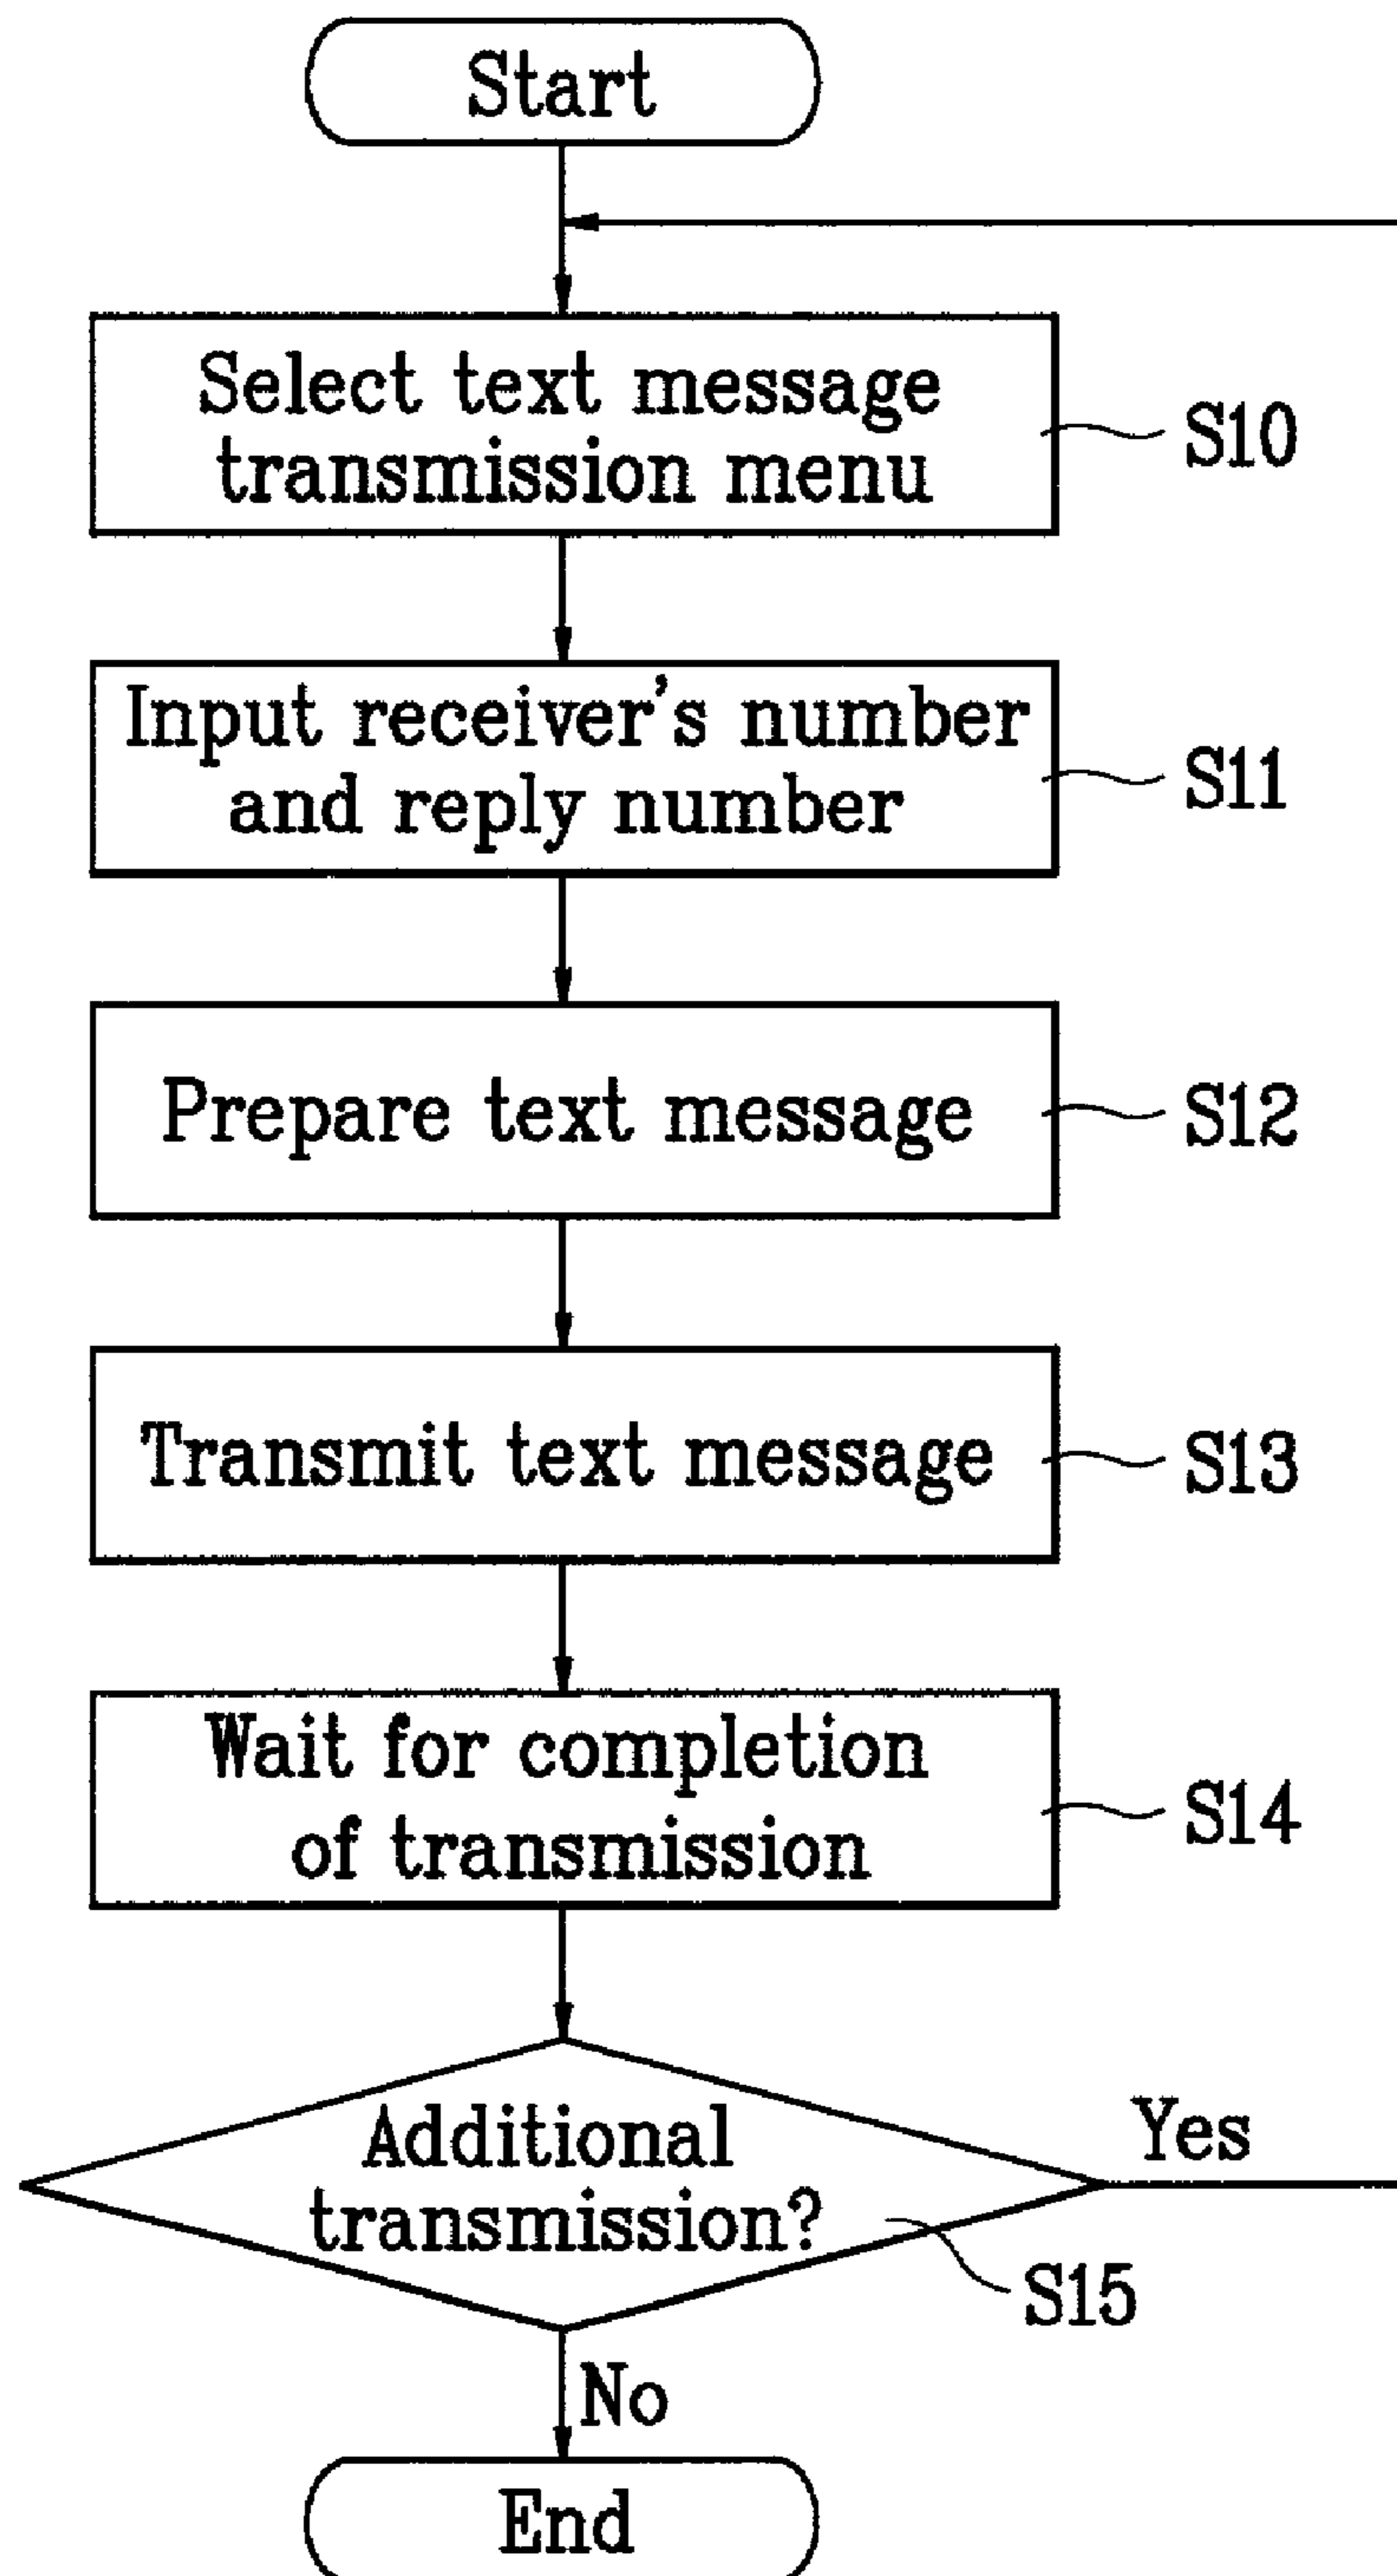 Start
Select text message
transmission menu
S10
Input receiver's number
and reply number
S11
Prepare text message
S12
Transmit text message
S13
Wait for completion
of transmission
S14
Additional
transmission?
Yes
S15
No
End